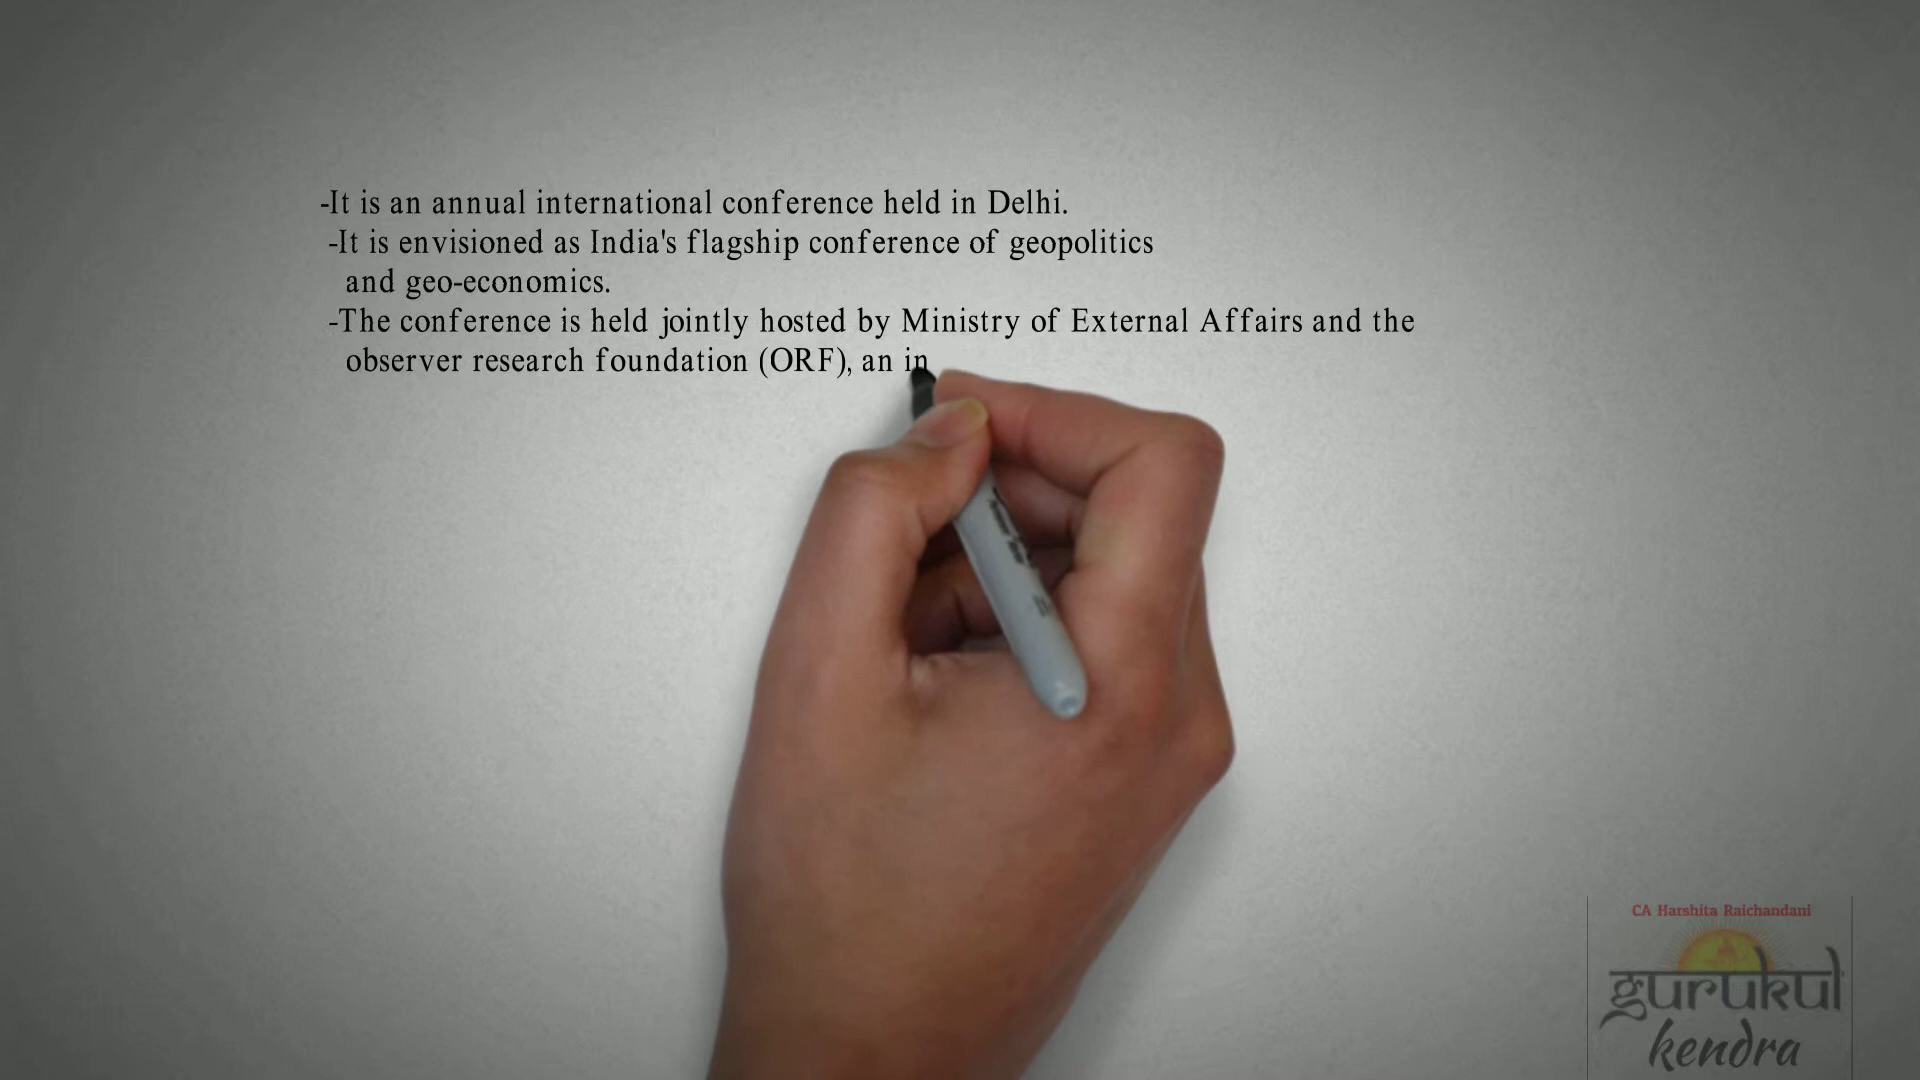 -It is an annual international conference held in Delhi.
-It is envisioned as India's flagship conference of geopolitics
and geo-economics.
-The conference is held jointly hosted by Ministry of External Affairs and the
observer research foundation (ORF), an in
CA Harshita Raichandani
gurukul
kendra